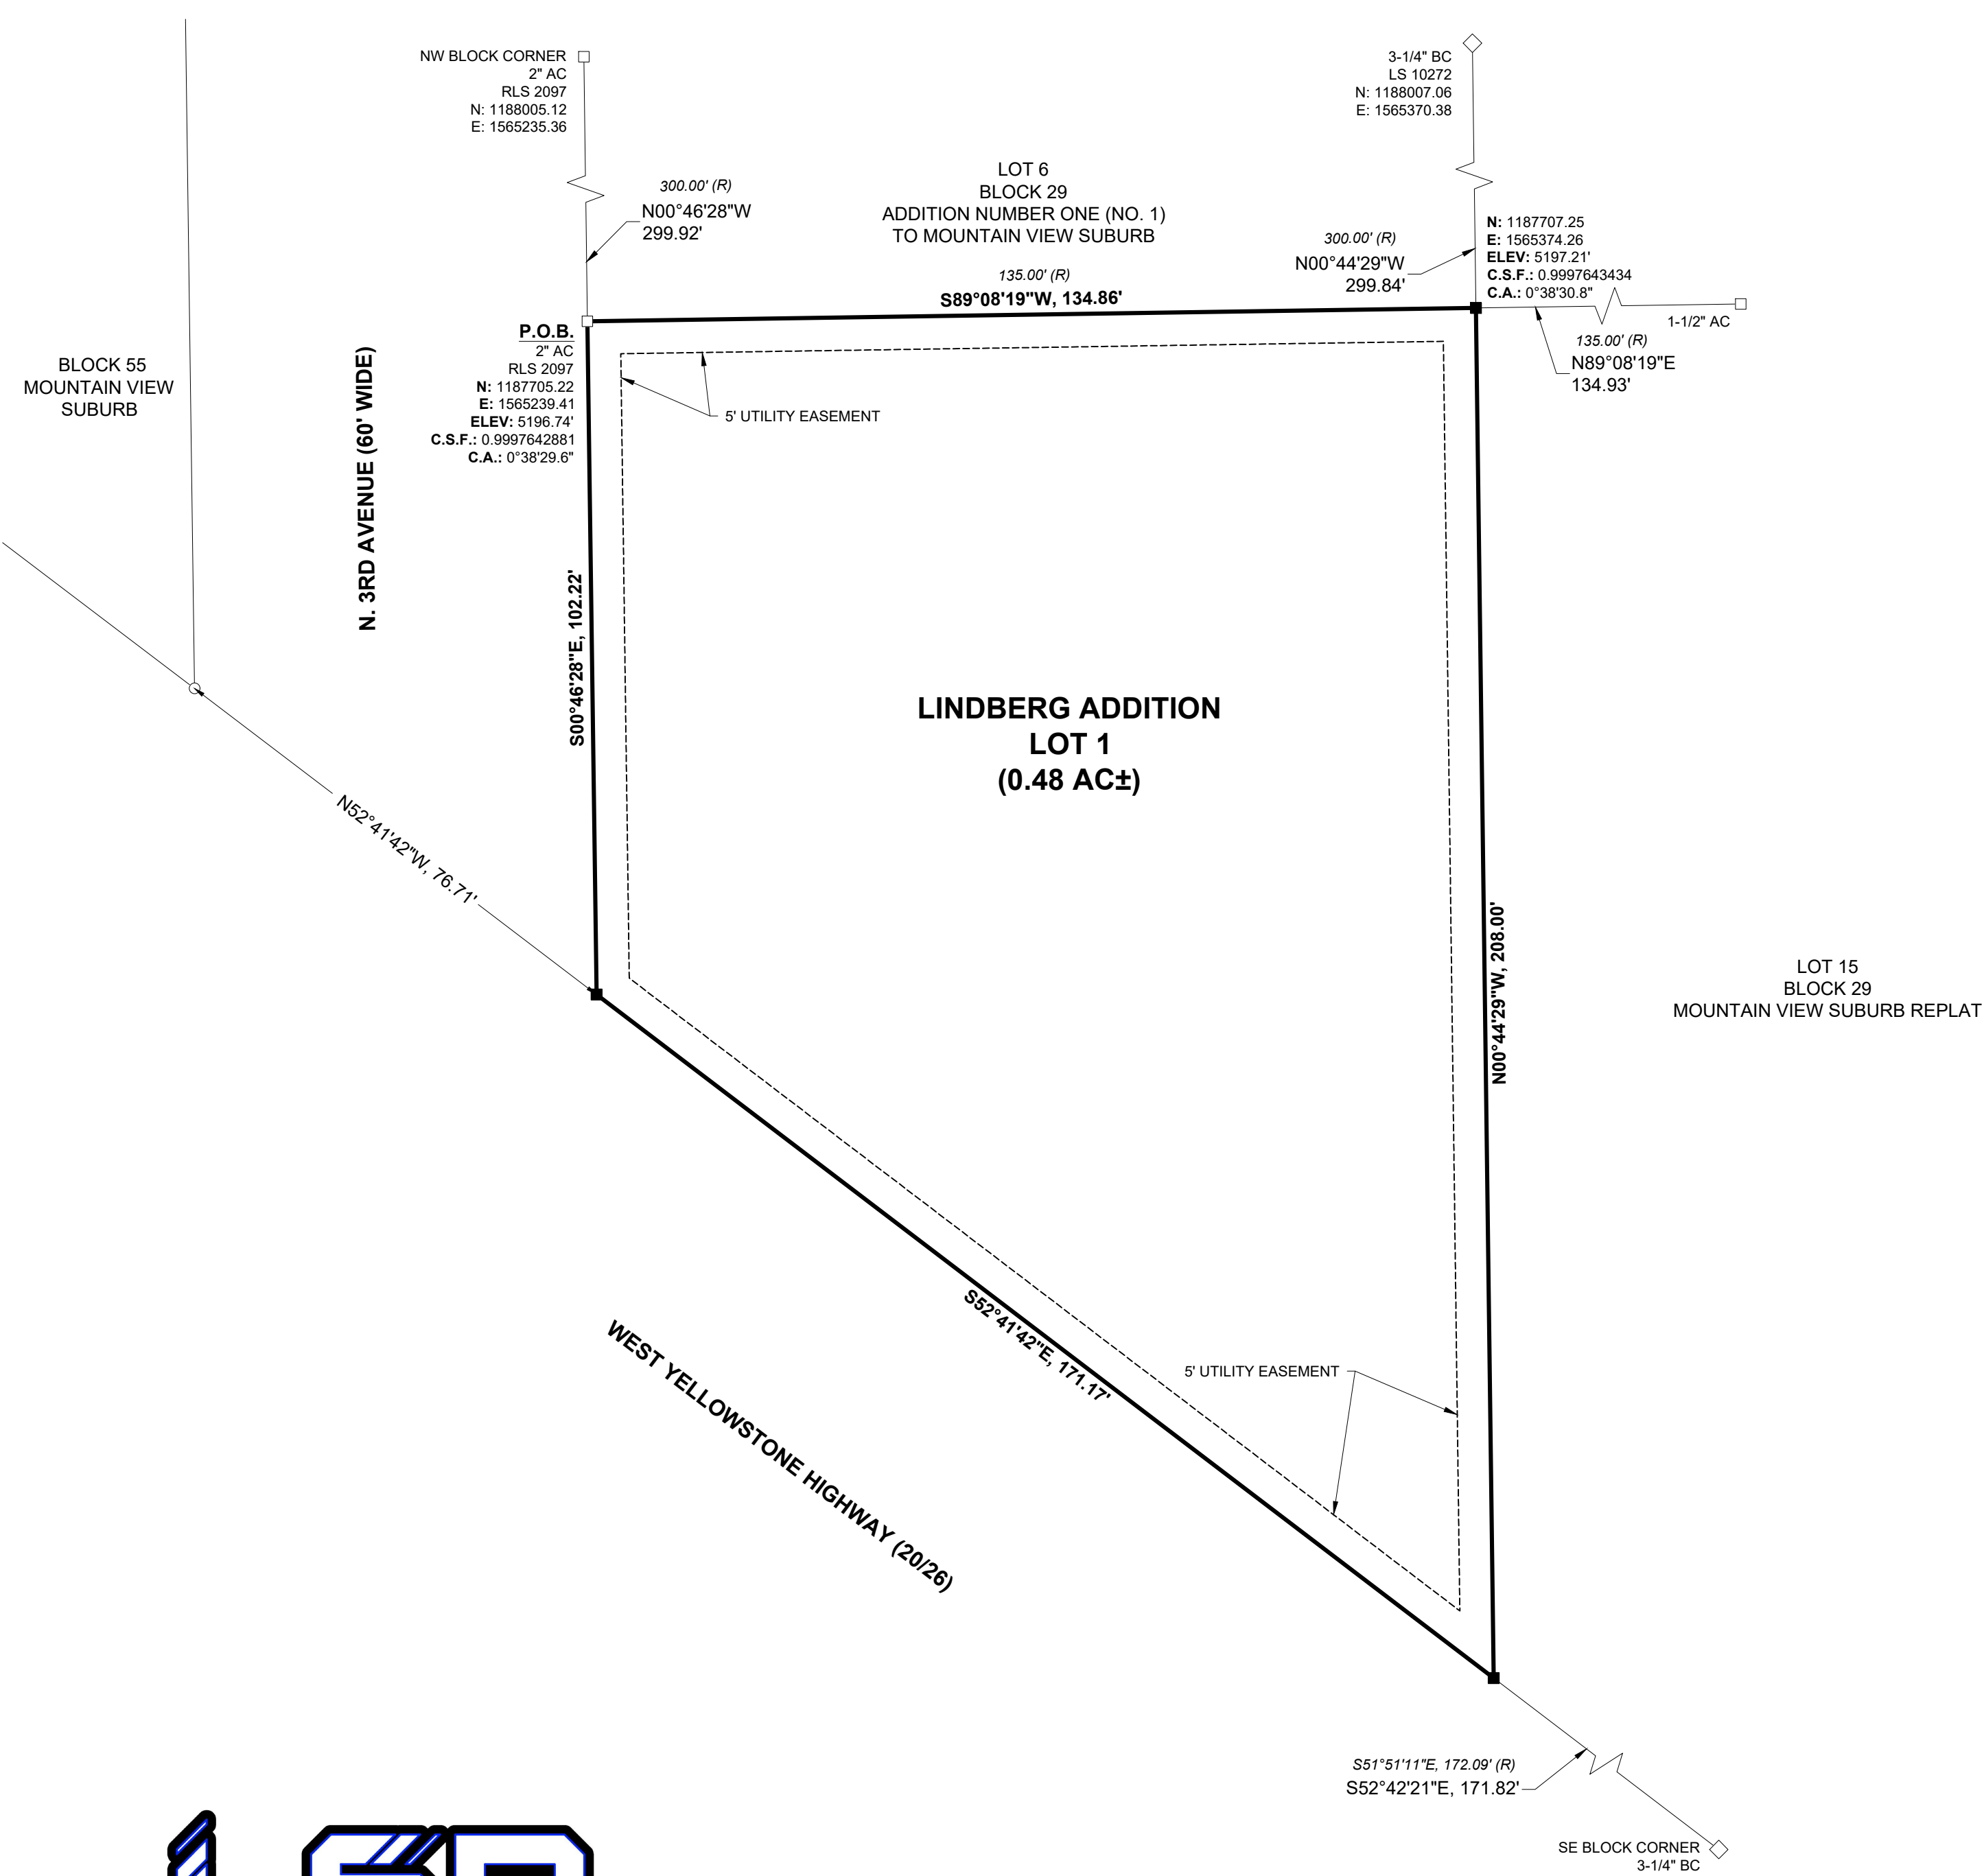 NW BLOCK CORNER
2" AC
RLS 2097
N: 1188005.12
E: 1565235.36
3-1/4" BC
LS 10272
N: 1188007.06
E: 1565370.38
300.00' (R)
N00°46'28"W
299.92'
LOT 6
BLOCK 29
ADDITION NUMBER ONE (NO. 1)
TO MOUNTAIN VIEW SUBURB
300.00' (R)
N00°44'29"W
299.84'
N: 1187707.25
E: 1565374.26
ELEV: 5197.21'
C.S.F.: 0.9997643434
C.A.: 0°38'30.8"
135.00' (R)
S89°08'19"W, 134.86'
1-1/2" AC
135.00' (R)
N89°08'19"E
134.93'
P.O.B.
2" AC
RLS 2097
N: 1187705.22
E: 1565239.41
ELEV: 5196.74'
C.S.F.: 0.9997642881
C.A.: 0°38'29.6"
BLOCK 55
MOUNTAIN VIEW
SUBURB
N. 3RD AVENUE (60' WIDE)
5' UTILITY EASEMENT
S00°46'28"E, 102.22'
LINDBERG ADDITION
LOT 1
(0.48 AC±)
N52°41'42"W, 76.71'
N00°44'29"W, 208.00'
LOT 15
BLOCK 29
MOUNTAIN VIEW SUBURB REPLAT
S52°41'42"E, 171.17'
WEST YELLOWSTONE HIGHWAY (20/26)
5' UTILITY EASEMENT
S51°51'11"E, 172.09' (R)
S52°42'21"E, 171.82'
SE BLOCK CORNER
3-1/4" BC